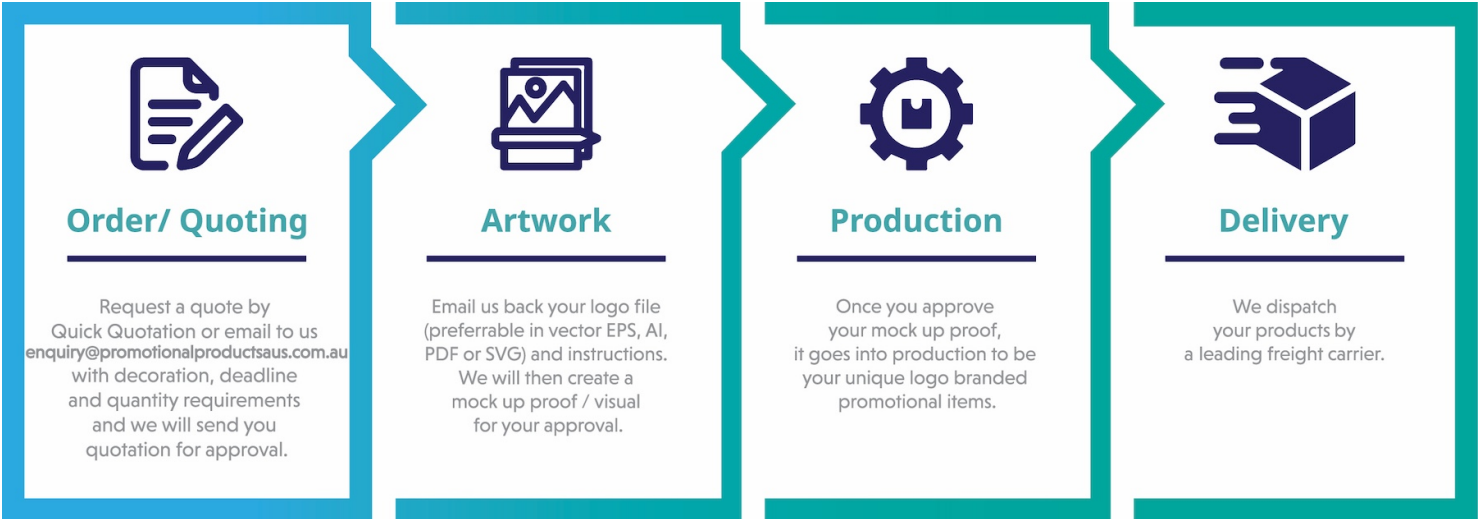 Order/ Quoting
Request a quote by
Quick Quotation or email to us
enquiry@promotionalproductsaus.com.au
with decoration, deadline
and quantity requirements
and we will send you
quotation for approval.
Artwork
Email us back your logo file
(preferrable in vector EPS, AI,
PDF or SVG) and instructions.
We will then create a
mock up proof / visual
for your approval.
Production
Once you approve
your mock up proof,
it goes into production to be
your unique logo branded
promotional items.
Delivery
We dispatch
your products by
a leading freight carrier.